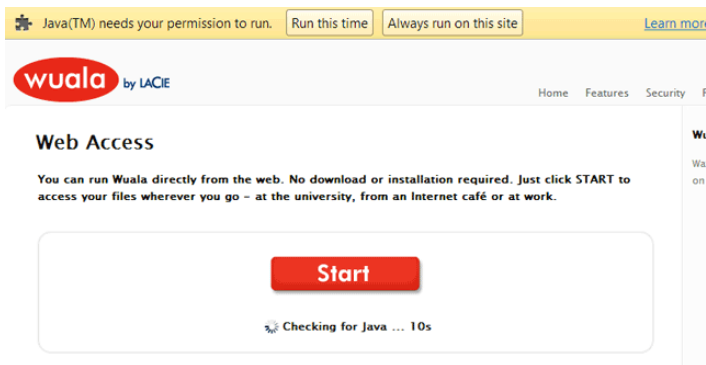 Java(TM) needs your permission to run. Run this time Always run on this site Learn more
wuala by LACIE
Home Features Security
Web Access
You can run Wuala directly from the web. No download or installation required. Just click START to
access your files wherever you go – at the university, from an Internet café or at work.
on
Start
Checking for Java ... 10s